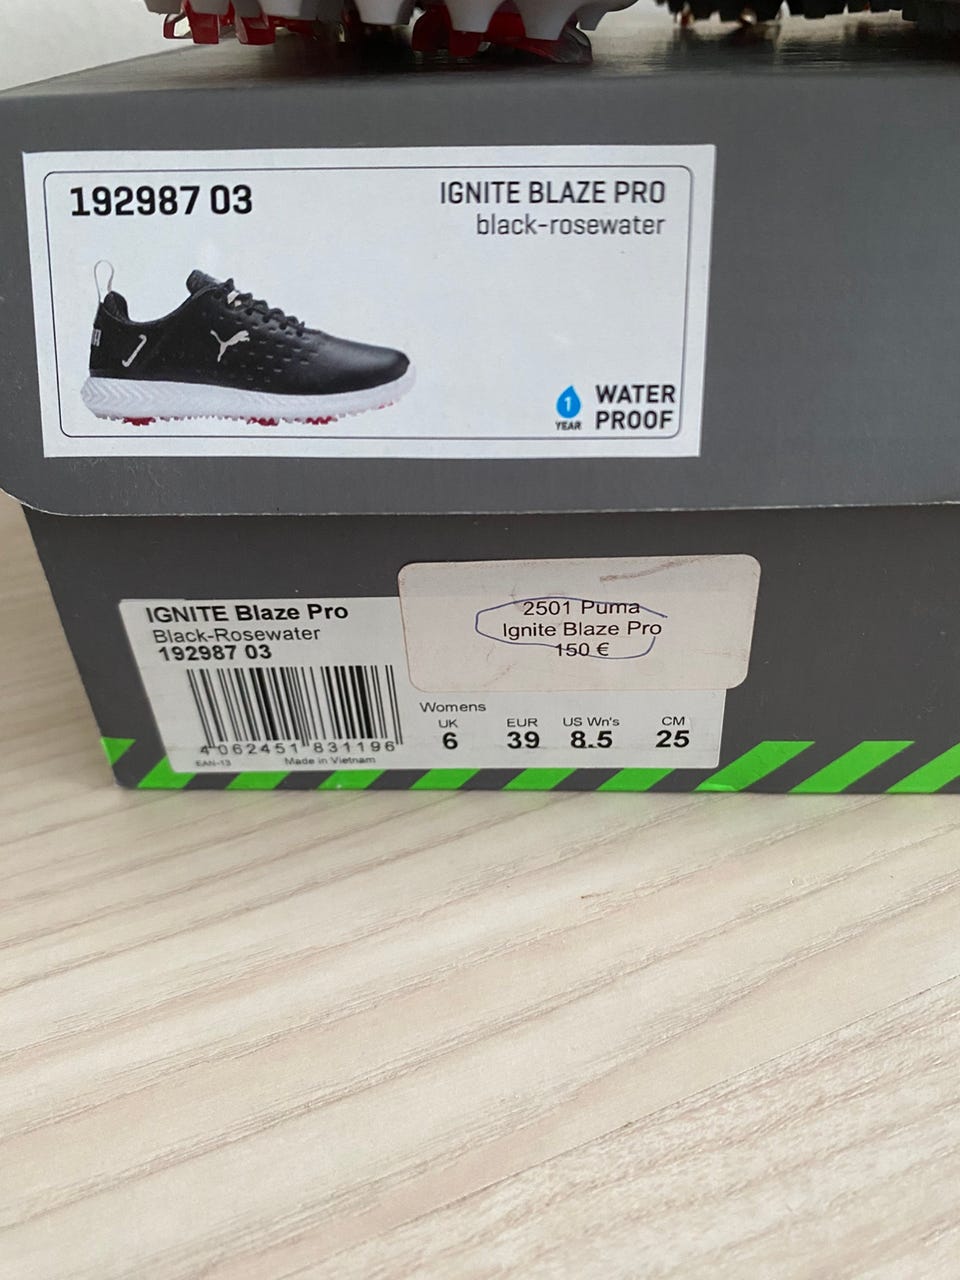 192987 03
IGNITE BLAZE PRO
black-rosewater
1
YEAR
WATER
PROOF
IGNITE Blaze Pro
Black-Rosewater
192987 03
4 062451 831196
EAN-13
Made in Vietnam
2501 Puma
Ignite Blaze Pro
150 €
Womens
UK EUR US Wn's CM
6 39 8.5 25